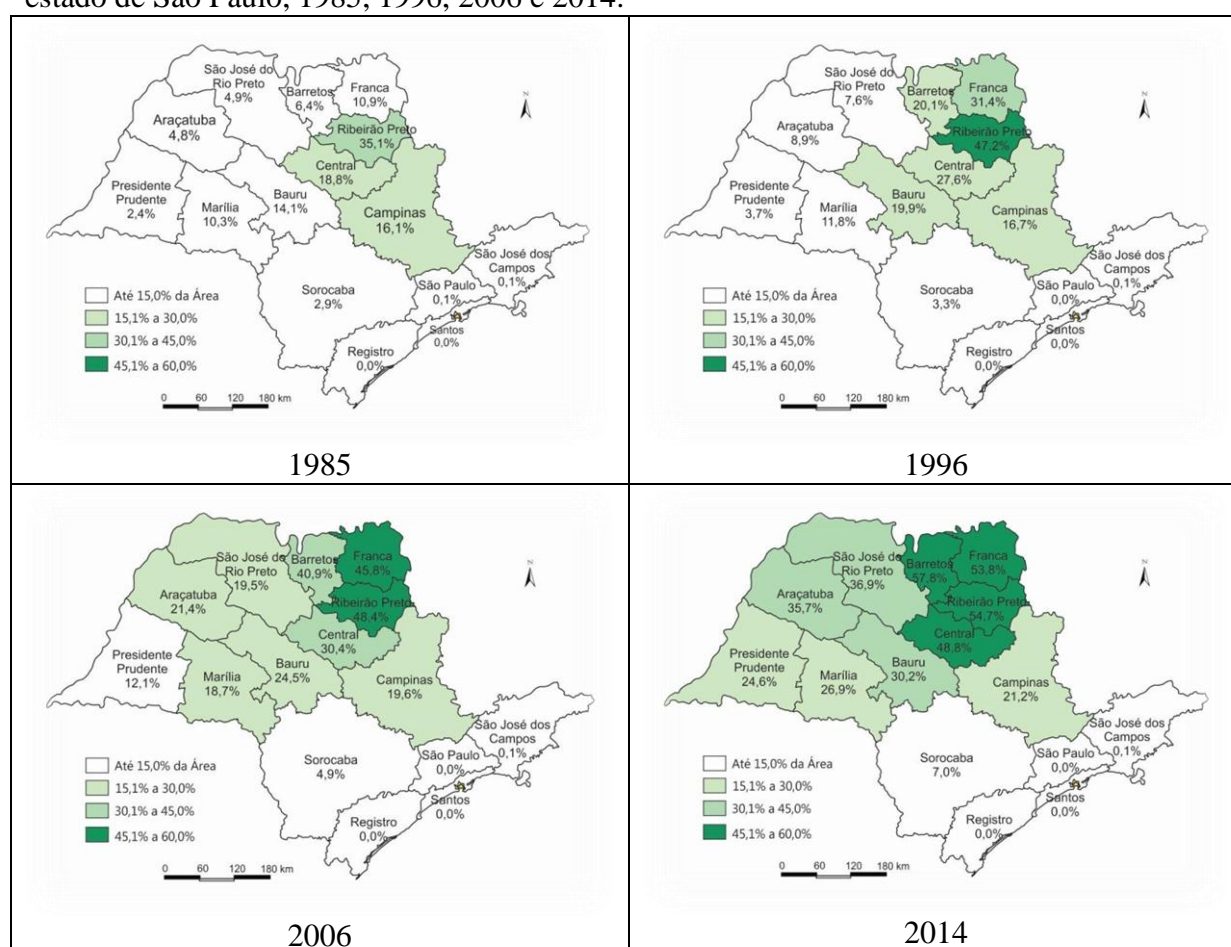 estado de São Paulo, 1985, 1996, 2006 e 2014.
São José do
Rio Preto
4,9%
Barretos
6,4%
Franca
10,9%
N
Araçatuba
4,8%
Ribeirão Preto
35,1%
Central
18,8%
Presidente
Prudente
2,4%
Marília
10,3%
Bauru
14,1%
Campinas
16,1%
São José dos
Campos
0,1%
Sorocaba
2,9%
São Paulo
0,1%
Santos
0,0%
Registro
0,0%
Até 15,0% da Área
15,1% a 30,0%
30,1% a 45,0%
45,1% a 60,0%
0 60 120 180 km
1985
São José do
Rio Preto
7,6%
Barretos
20,1%
Franca
31,4%
N
Araçatuba
8,9%
Ribeirão Preto
47,2%
Central
27,6%
Presidente
Prudente
3,7%
Marília
11,8%
Bauru
19,9%
Campinas
16,7%
São José dos
Campos
0,1%
Sorocaba
3,3%
São Paulo
0,0%
Santos
0,0%
Registro
0,0%
Até 15,0% da Área
15,1% a 30,0%
30,1% a 45,0%
45,1% a 60,0%
0 60 120 180 km
1996
São José do
Rio Preto
19,5%
Barretos
40,9%
Franca
45,8%
N
Araçatuba
21,4%
Ribeirão Preto
48,4%
Central
30,4%
Presidente
Prudente
12,1%
Marília
18,7%
Bauru
24,5%
Campinas
19,6%
São José dos
Campos
0,1%
Sorocaba
4,9%
São Paulo
0,0%
Santos
0,0%
Registro
0,0%
Até 15,0% da Área
15,1% a 30,0%
30,1% a 45,0%
45,1% a 60,0%
0 60 120 180 km
2006
São José do
Rio Preto
36,9%
Barretos
57,8%
Franca
53,8%
N
Araçatuba
35,7%
Ribeirão Preto
54,7%
Central
48,8%
Presidente
Prudente
24,6%
Marília
26,9%
Bauru
30,2%
Campinas
21,2%
São José dos
Campos
0,1%
Sorocaba
7,0%
São Paulo
0,0%
Santos
0,0%
Registro
0,0%
Até 15,0% da Área
15,1% a 30,0%
30,1% a 45,0%
45,1% a 60,0%
0 60 120 180 km
2014